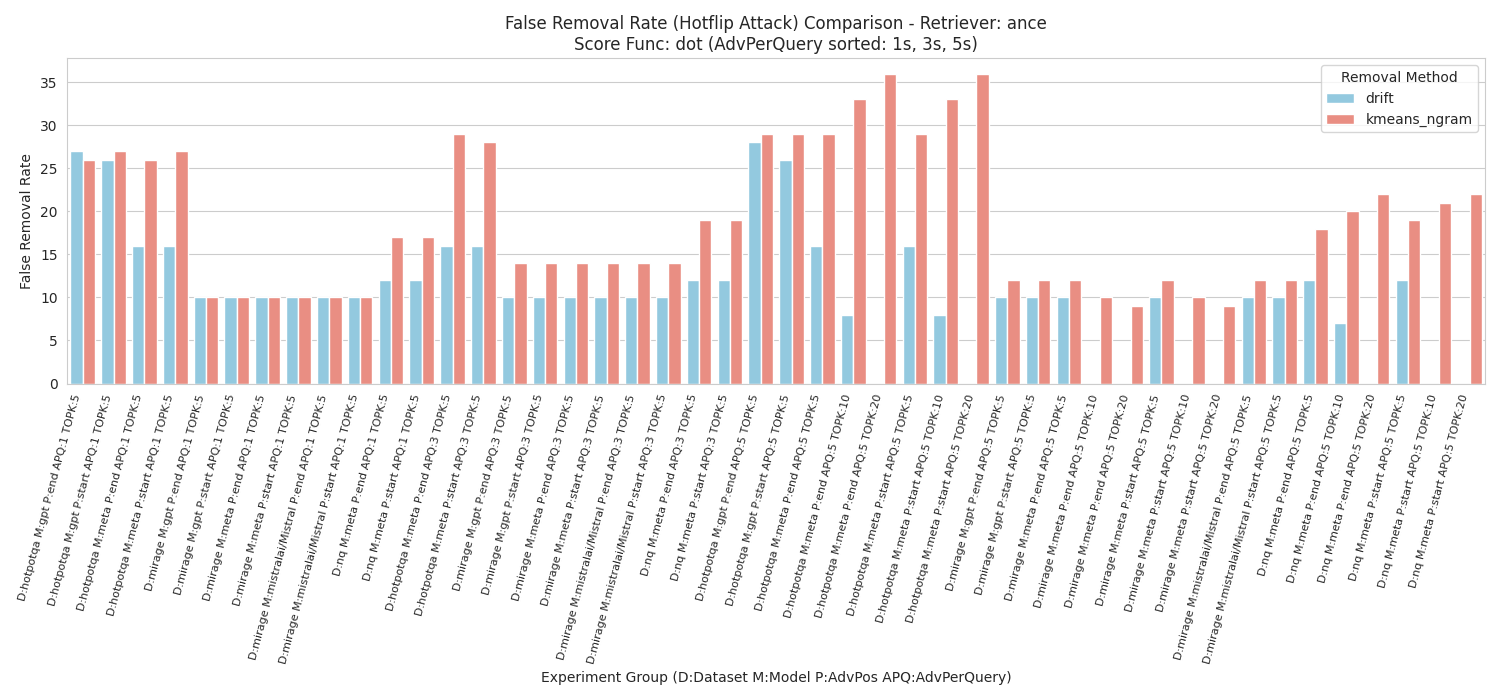 False Removal Rate (Hotflip Attack) Comparison - Retriever: ance
Score Func: dot (AdvPerQuery sorted: 1s, 3s, 5s)
Removal Method
drift
kmeans_ngram
False Removal Rate
35
30
25
20
15
10
5
0
D:hotpotqa M:gpt P:end APQ:1 TOPK:5
D:hotpotqa M:gpt P:start APQ:1 TOPK:5
D:hotpotqa M:meta P:end APQ:1 TOPK:5
D:hotpotqa M:meta P:start APQ:1 TOPK:5
D:mirage M:gpt P:end APQ:1 TOPK:5
D:mirage M:gpt P:start APQ:1 TOPK:5
D:mirage M:meta P:end APQ:1 TOPK:5
D:mirage M:meta P:start APQ:1 TOPK:5
D:mirage M:mistralai/Mistral P:end APQ:1 TOPK:5
D:mirage M:mistralai/Mistral P:start APQ:1 TOPK:5
D:nq M:meta P:end APQ:1 TOPK:5
D:nq M:meta P:start APQ:1 TOPK:5
D:hotpotqa M:meta P:end APQ:3 TOPK:5
D:hotpotqa M:meta P:start APQ:3 TOPK:5
D:mirage M:gpt P:end APQ:3 TOPK:5
D:mirage M:gpt P:start APQ:3 TOPK:5
D:mirage M:meta P:end APQ:3 TOPK:5
D:mirage M:meta P:start APQ:3 TOPK:5
D:mirage M:mistralai/Mistral P:end APQ:3 TOPK:5
D:mirage M:mistralai/Mistral P:start APQ:3 TOPK:5
D:nq M:meta P:end APQ:3 TOPK:5
D:nq M:meta P:start APQ:3 TOPK:5
D:hotpotqa M:gpt P:end APQ:5 TOPK:5
D:hotpotqa M:gpt P:start APQ:5 TOPK:5
D:hotpotqa M:meta P:end APQ:5 TOPK:5
D:hotpotqa M:meta P:end APQ:5 TOPK:10
D:hotpotqa M:meta P:end APQ:5 TOPK:20
D:hotpotqa M:meta P:start APQ:5 TOPK:5
D:hotpotqa M:meta P:start APQ:5 TOPK:10
D:hotpotqa M:meta P:start APQ:5 TOPK:20
D:mirage M:gpt P:end APQ:5 TOPK:5
D:mirage M:gpt P:start APQ:5 TOPK:5
D:mirage M:meta P:end APQ:5 TOPK:5
D:mirage M:meta P:end APQ:5 TOPK:10
D:mirage M:meta P:end APQ:5 TOPK:20
D:mirage M:meta P:start APQ:5 TOPK:5
D:mirage M:meta P:start APQ:5 TOPK:10
D:mirage M:meta P:start APQ:5 TOPK:20
D:mirage M:mistralai/Mistral P:end APQ:5 TOPK:5
D:mirage M:mistralai/Mistral P:start APQ:5 TOPK:5
D:nq M:meta P:end APQ:5 TOPK:5
D:nq M:meta P:end APQ:5 TOPK:10
D:nq M:meta P:end APQ:5 TOPK:20
D:nq M:meta P:start APQ:5 TOPK:5
D:nq M:meta P:start APQ:5 TOPK:10
D:nq M:meta P:start APQ:5 TOPK:20
Experiment Group (D:Dataset M:Model P:AdvPos APQ:AdvPerQuery)